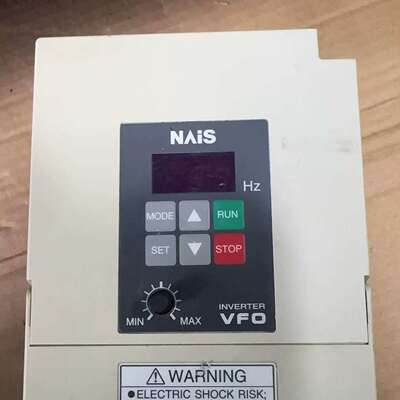 NAiS
Hz
MODE ▲ RUN
SET ▼ STOP
INVERTER
MIN MAX VFO
⚠ WARNING
● ELECTRIC SHOCK RISK;